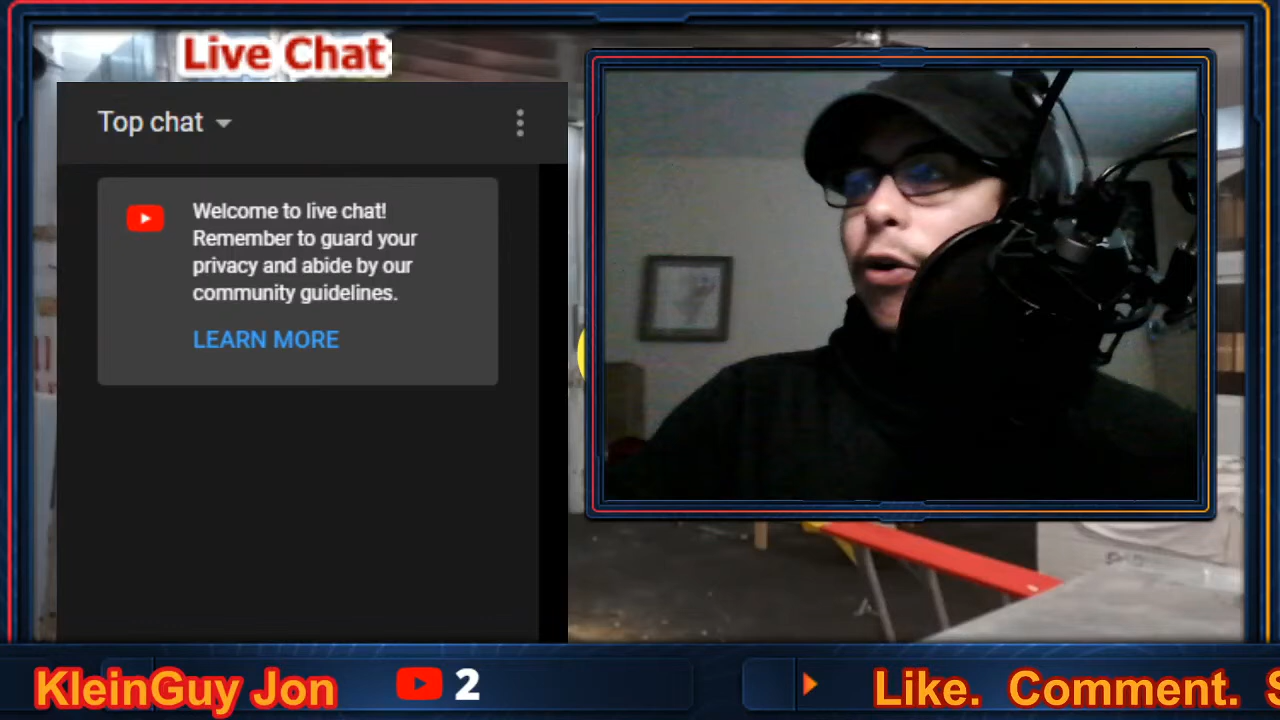 Live Chat
Top chat
Welcome to live chat!
Remember to guard your
privacy and abide by our
community guidelines.
LEARN MORE
KleinGuy Jon
2
Like. Comment. S